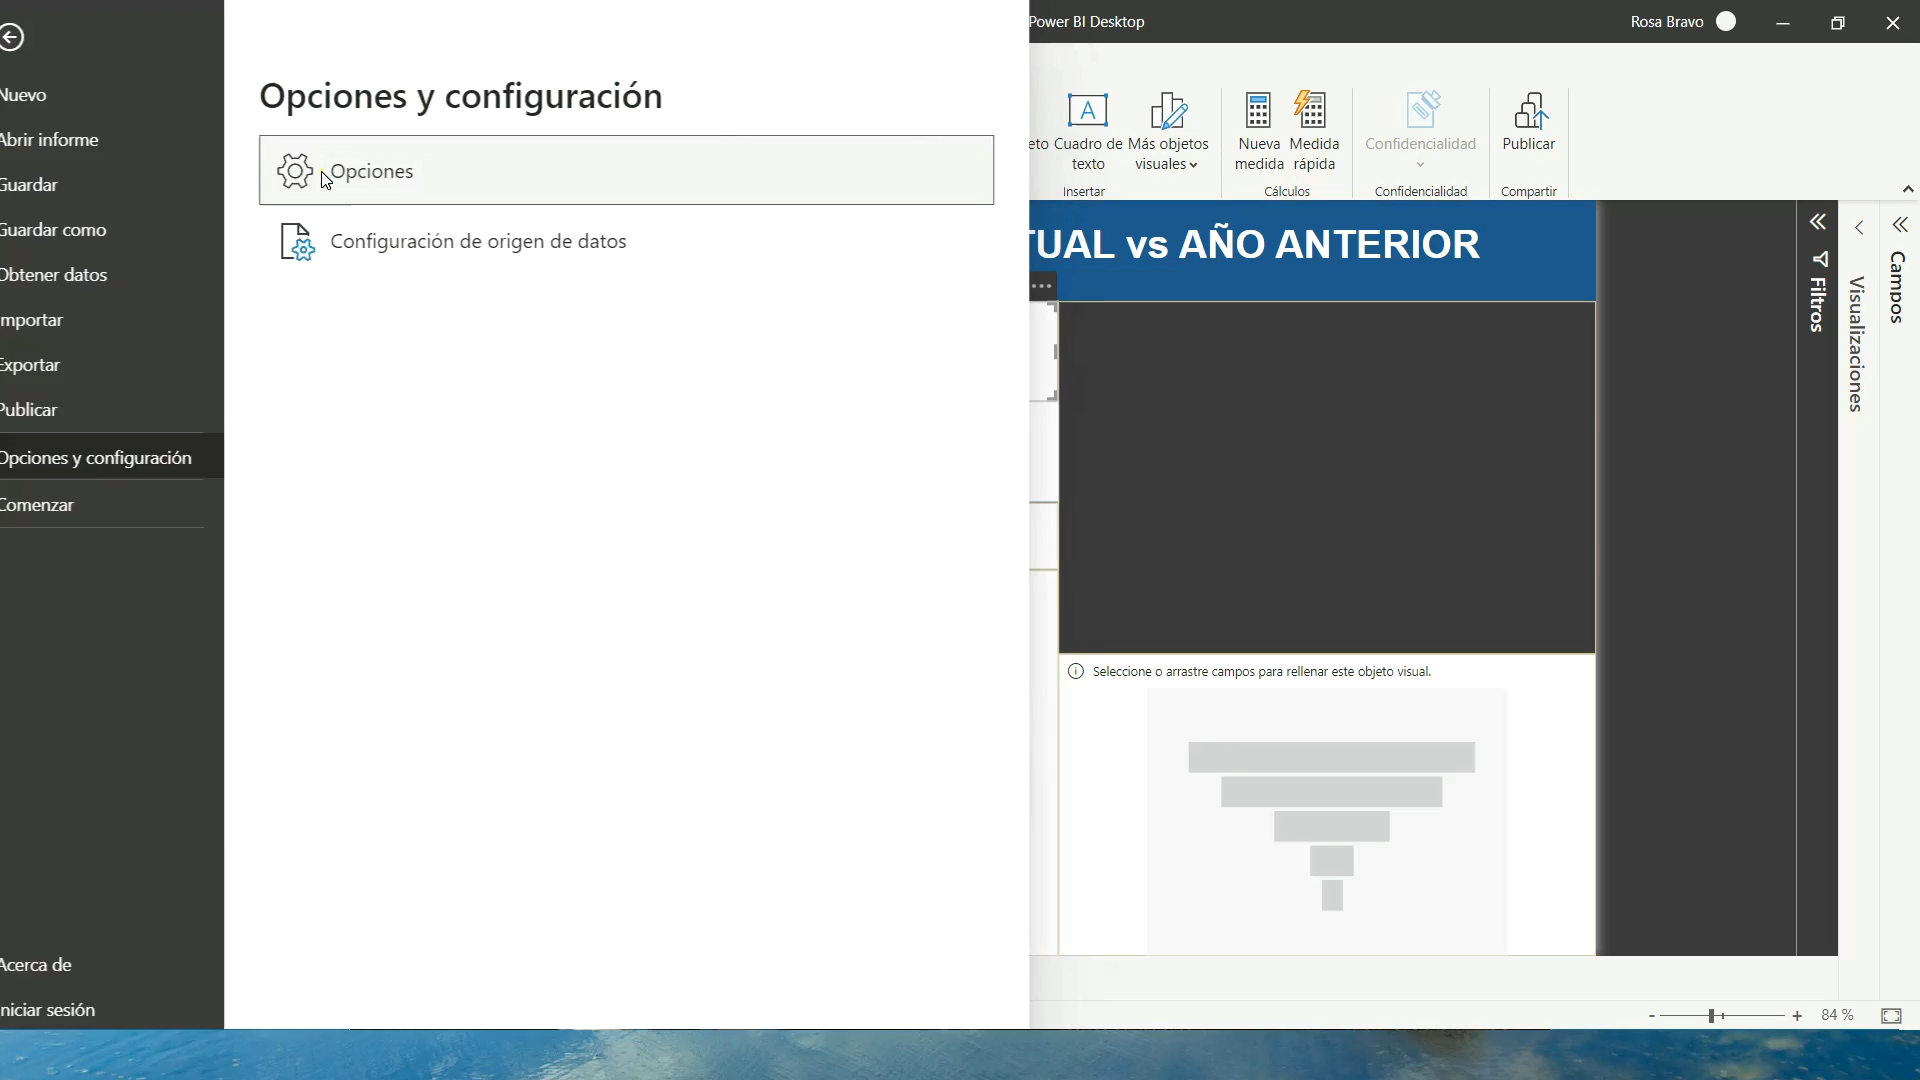 Power BI Desktop
Rosa Bravo
Nuevo
Abrir informe
Guardar
Guardar como
Obtener datos
Importar
Exportar
Publicar
Opciones y configuración
Comenzar
Acerca de
Iniciar sesión
Opciones y configuración
Opciones
Configuración de origen de datos
eto
Cuadro de
texto
Más objetos
visuales
Insertar
Nueva
medida
Medida
rápida
Cálculos
Confidencialidad
Confidencialidad
Publicar
Compartir
TUAL vs AÑO ANTERIOR
Filtros
Visualizaciones
Campos
Seleccione o arrastre campos para rellenar este objeto visual.
- + 84 %